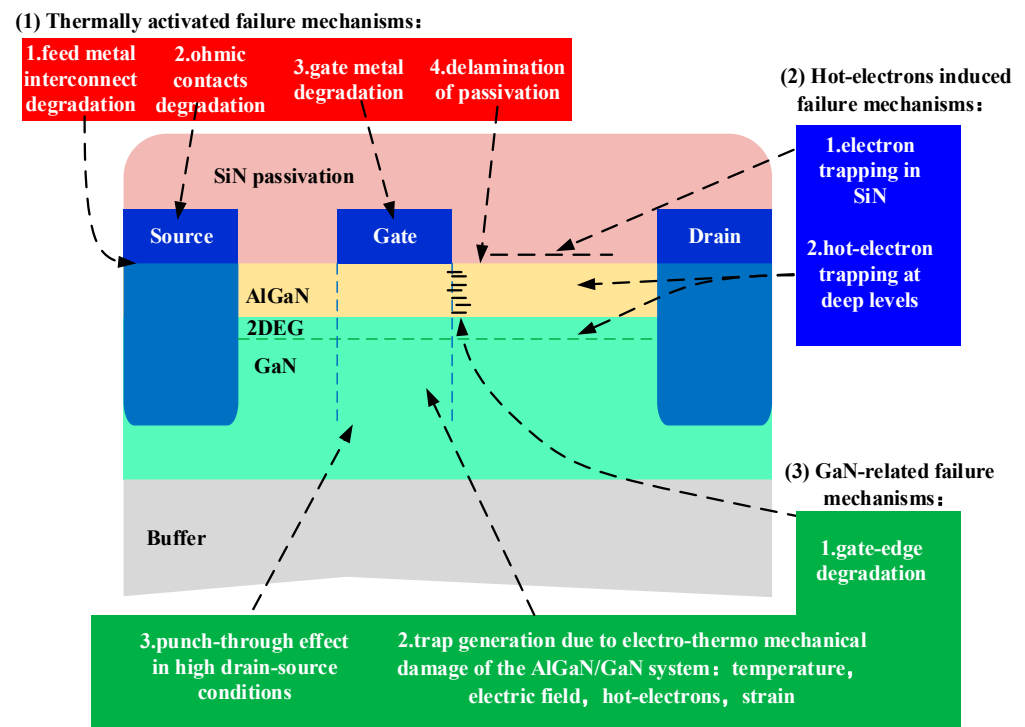 (1) Thermally activated failure mechanisms:
1.feed metal
interconnect
degradation
2.ohmic
contacts
degradation
3.gate metal
degradation
4.delamination
of passivation
(2) Hot-electrons induced
failure mechanisms:
1.electron
trapping in
SiN
2.hot-electron
trapping at
deep levels
SiN passivation
Source
Gate
Drain
AlGaN
2DEG
GaN
Buffer
(3) GaN-related failure
mechanisms:
1.gate-edge
degradation
3.punch-through effect
in high drain-source
conditions
2.trap generation due to electro-thermo mechanical
damage of the AlGaN/GaN system: temperature,
electric field, hot-electrons, strain